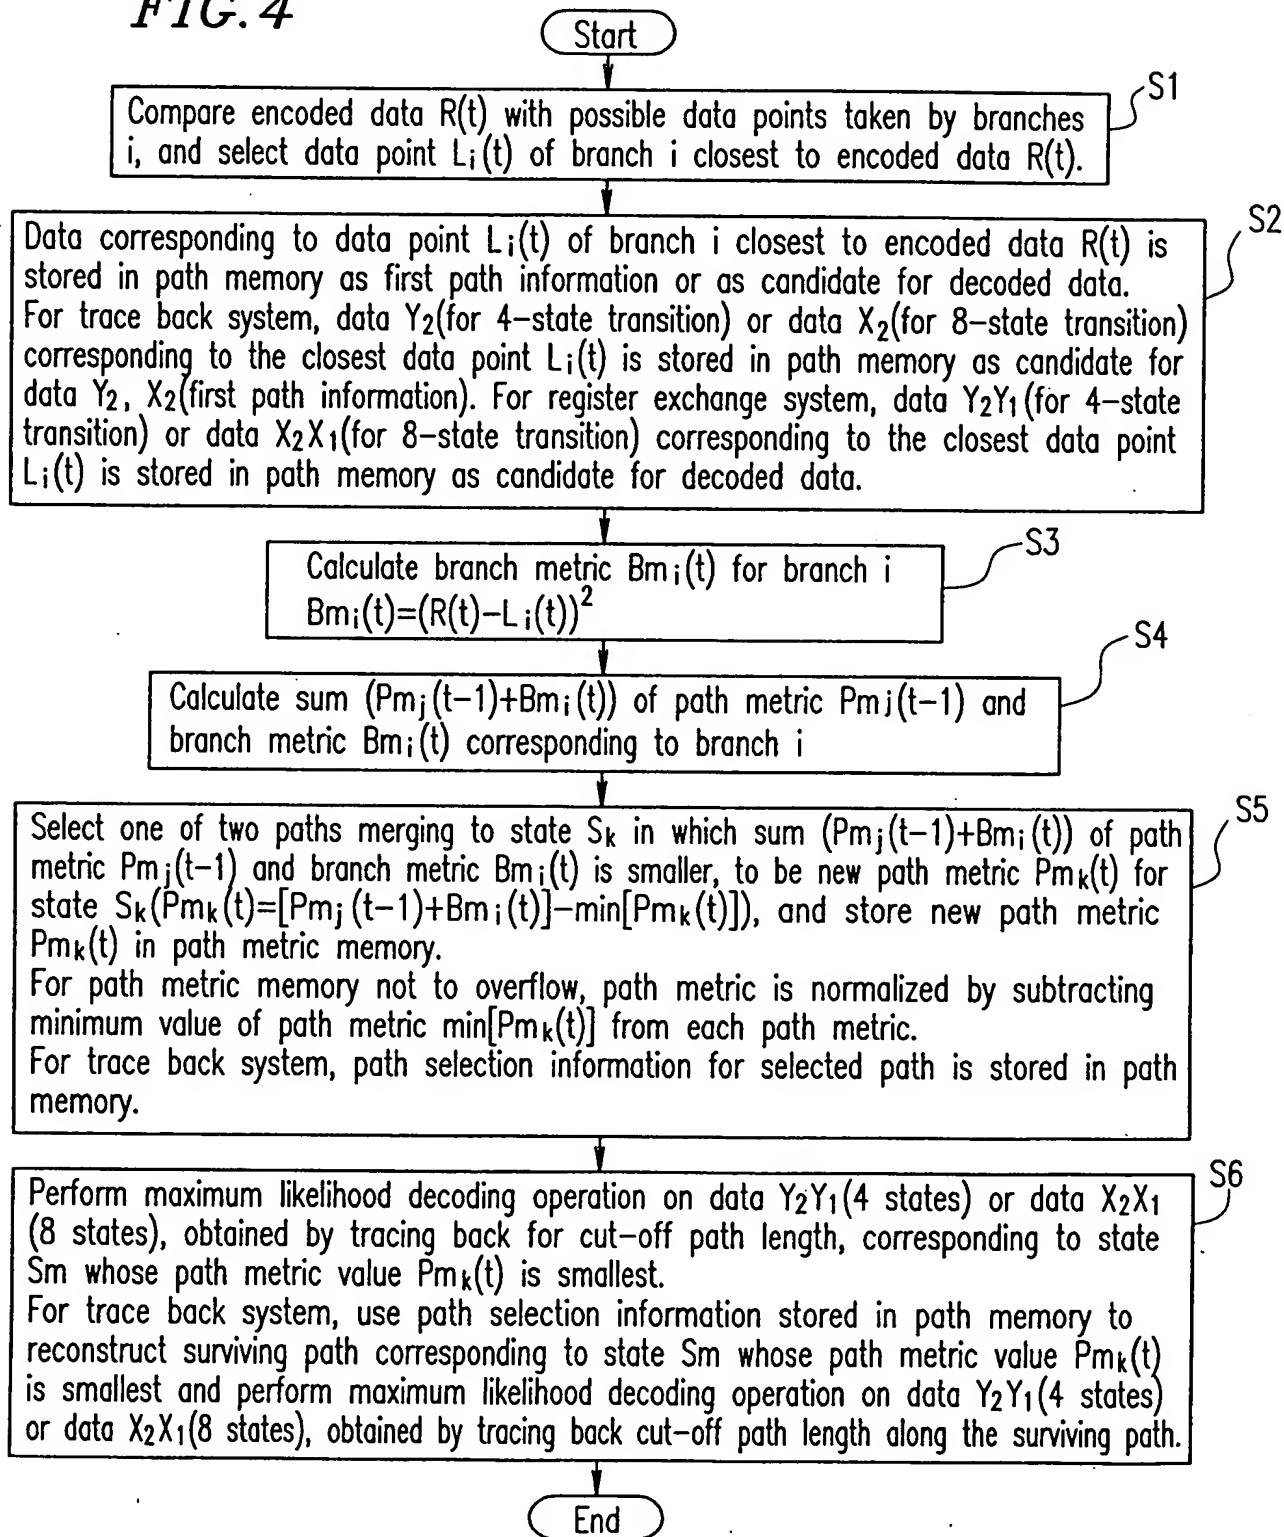 FIG. 4
Start
S1
Compare encoded data R(t) with possible data points taken by branches
i, and select data point Li(t) of branch i closest to encoded data R(t).
S2
Data corresponding to data point Li(t) of branch i closest to encoded data R(t) is
stored in path memory as first path information or as candidate for decoded data.
For trace back system, data Y2(for 4-state transition) or data X2(for 8-state transition)
corresponding to the closest data point Li(t) is stored in path memory as candidate for
data Y2, X2(first path information). For register exchange system, data Y2Y1(for 4-state
transition) or data X2X1(for 8-state transition) corresponding to the closest data point
Li(t) is stored in path memory as candidate for decoded data.
S3
Calculate branch metric Bmi(t) for branch i
Bmi(t)=(R(t)-Li(t))²
S4
Calculate sum (Pmj(t-1)+Bmi(t)) of path metric Pmj(t-1) and
branch metric Bmi(t) corresponding to branch i
S5
Select one of two paths merging to state Sk in which sum (Pmj(t-1)+Bmi(t)) of path
metric Pmj(t-1) and branch metric Bmi(t) is smaller, to be new path metric Pmk(t) for
state Sk(Pmk(t)=[Pmj(t-1)+Bmi(t)]-min[Pmk(t)]), and store new path metric
Pmk(t) in path metric memory.
For path metric memory not to overflow, path metric is normalized by subtracting
minimum value of path metric min[Pmk(t)] from each path metric.
For trace back system, path selection information for selected path is stored in path
memory.
S6
Perform maximum likelihood decoding operation on data Y2Y1(4 states) or data X2X1
(8 states), obtained by tracing back for cut-off path length, corresponding to state
Sm whose path metric value Pmk(t) is smallest.
For trace back system, use path selection information stored in path memory to
reconstruct surviving path corresponding to state Sm whose path metric value Pmk(t)
is smallest and perform maximum likelihood decoding operation on data Y2Y1(4 states)
or data X2X1(8 states), obtained by tracing back cut-off path length along the surviving path.
End